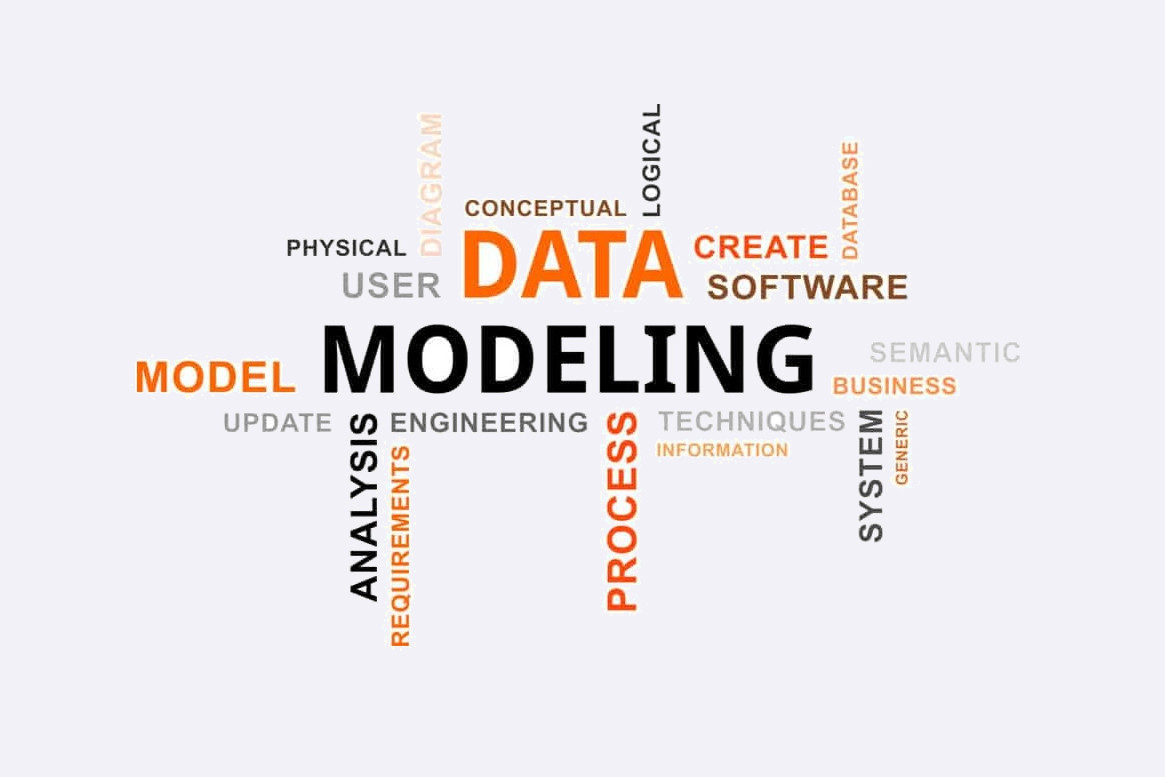 DIAGRAM
LOGICAL
DATABASE
CONCEPTUAL
PHYSICAL
CREATE
USER
DATA
SOFTWARE
MODELING
SEMANTIC
MODEL
BUSINESS
UPDATE
ANALYSIS
ENGINEERING
PROCESS
TECHNIQUES
SYSTEM
GENERIC
INFORMATION
REQUIREMENTS